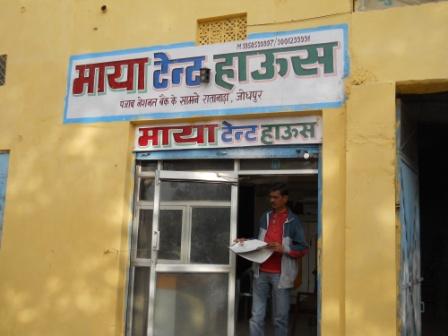 माया टेन्ट हाऊस
पंजाब नेशनल बैंक के सामने रातानाडा, जोधपुर
माया टेन्ट हाऊस